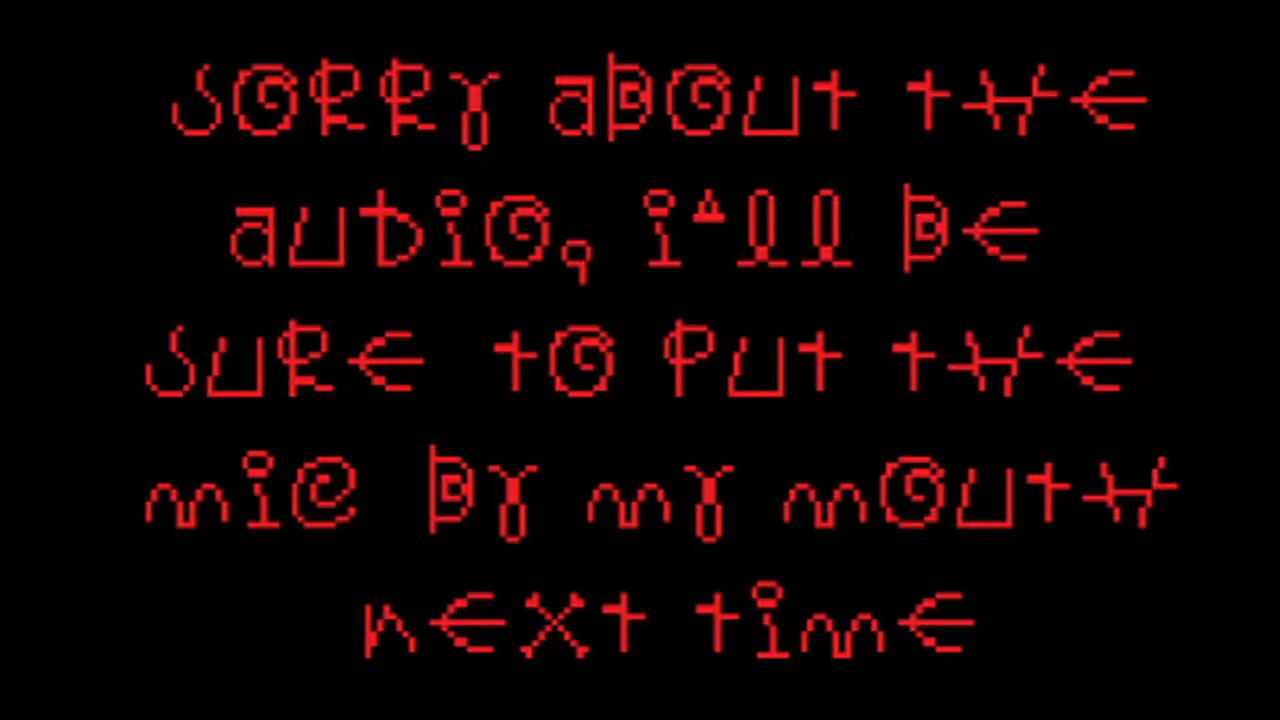 sorry about the
audio, i'll be
sure to put the
mic by my mouth
next time